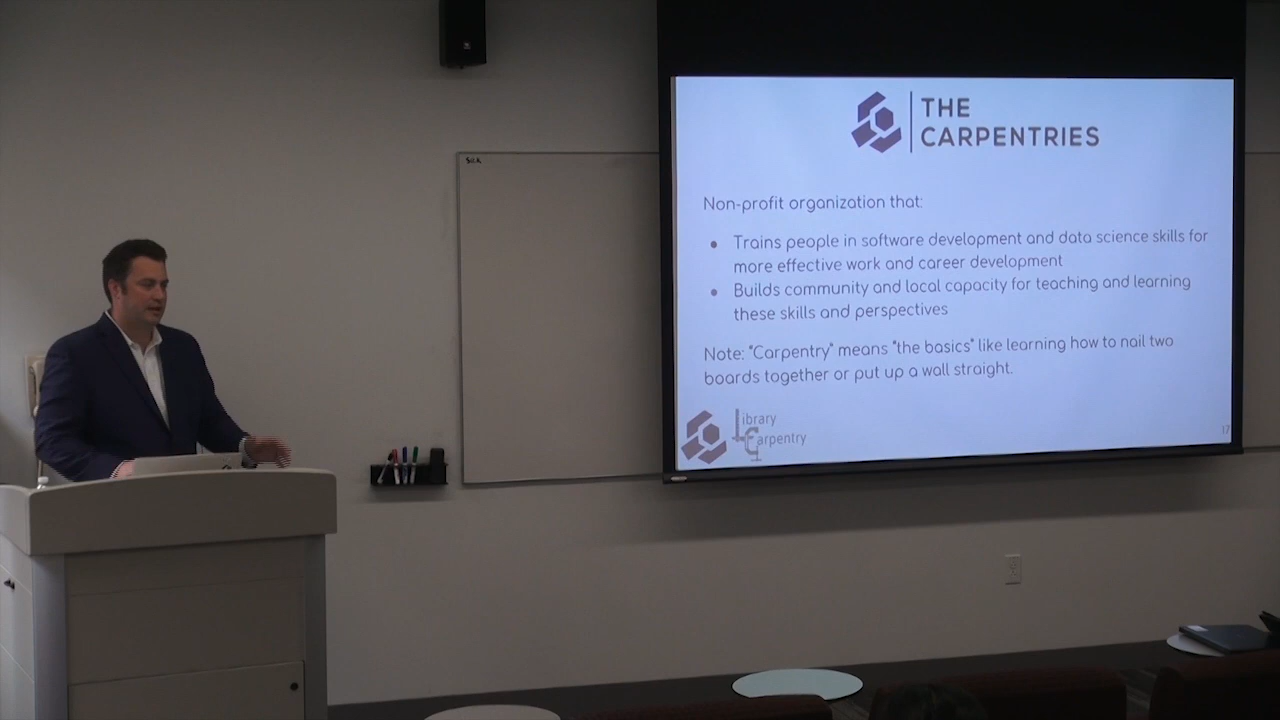 THE
CARPENTRIES
Non-profit organization that:
● Trains people in software development and data science skills for
more effective work and career development
● Builds community and local capacity for teaching and learning
these skills and perspectives
Note: "Carpentry" means "the basics" like learning how to nail two
boards together or put up a wall straight.
Library
Carpentry
17